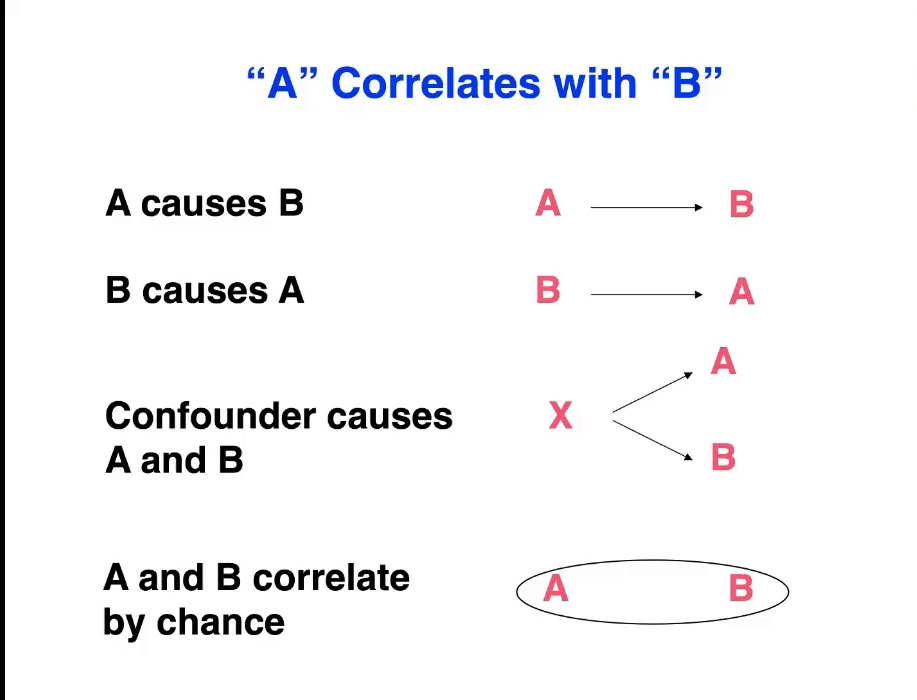 “A” Correlates with “B”
A causes B
A B
B causes A
B A
A
Confounder causes
X
A and B
B
A and B correlate
A B
by chance